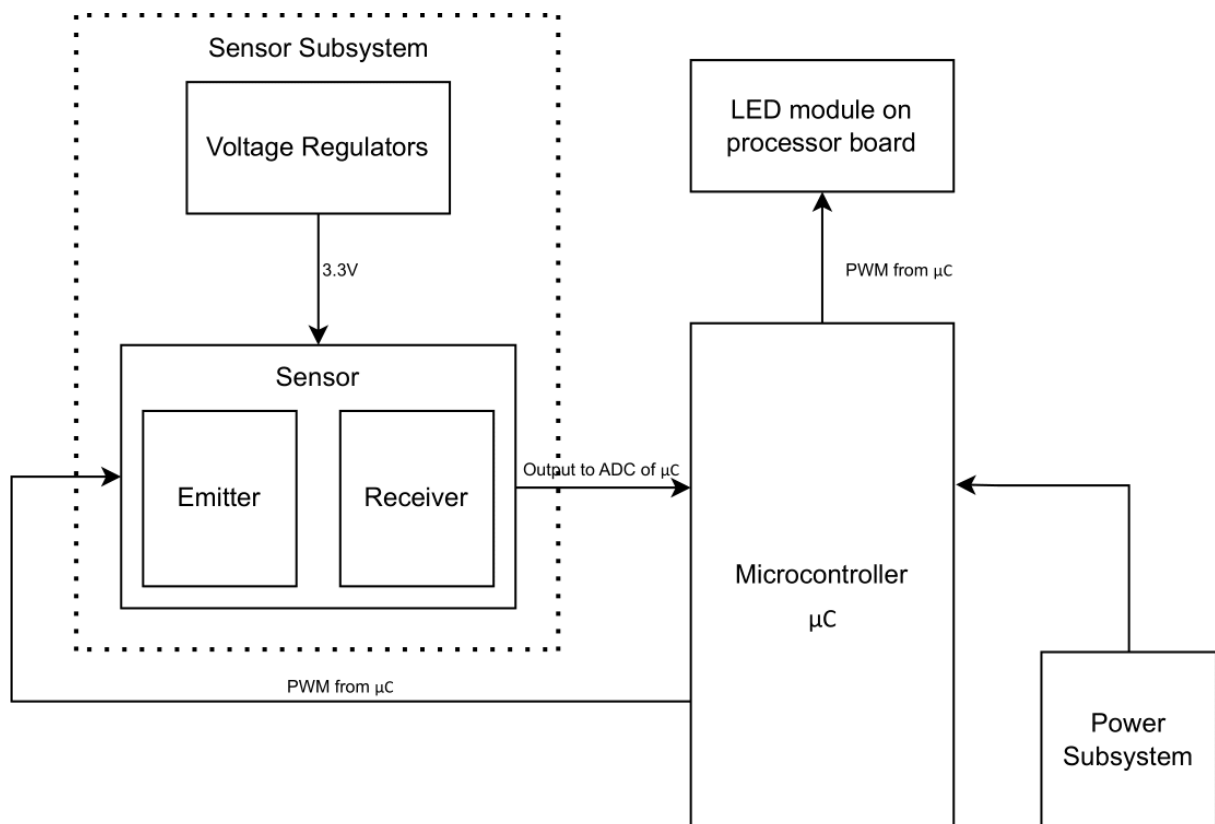 Sensor Subsystem
Voltage Regulators
3.3V
Sensor
Emitter
Receiver
Output to ADC of µC
PWM from µC
LED module on
processor board
PWM from µC
Microcontroller
µC
Power
Subsystem